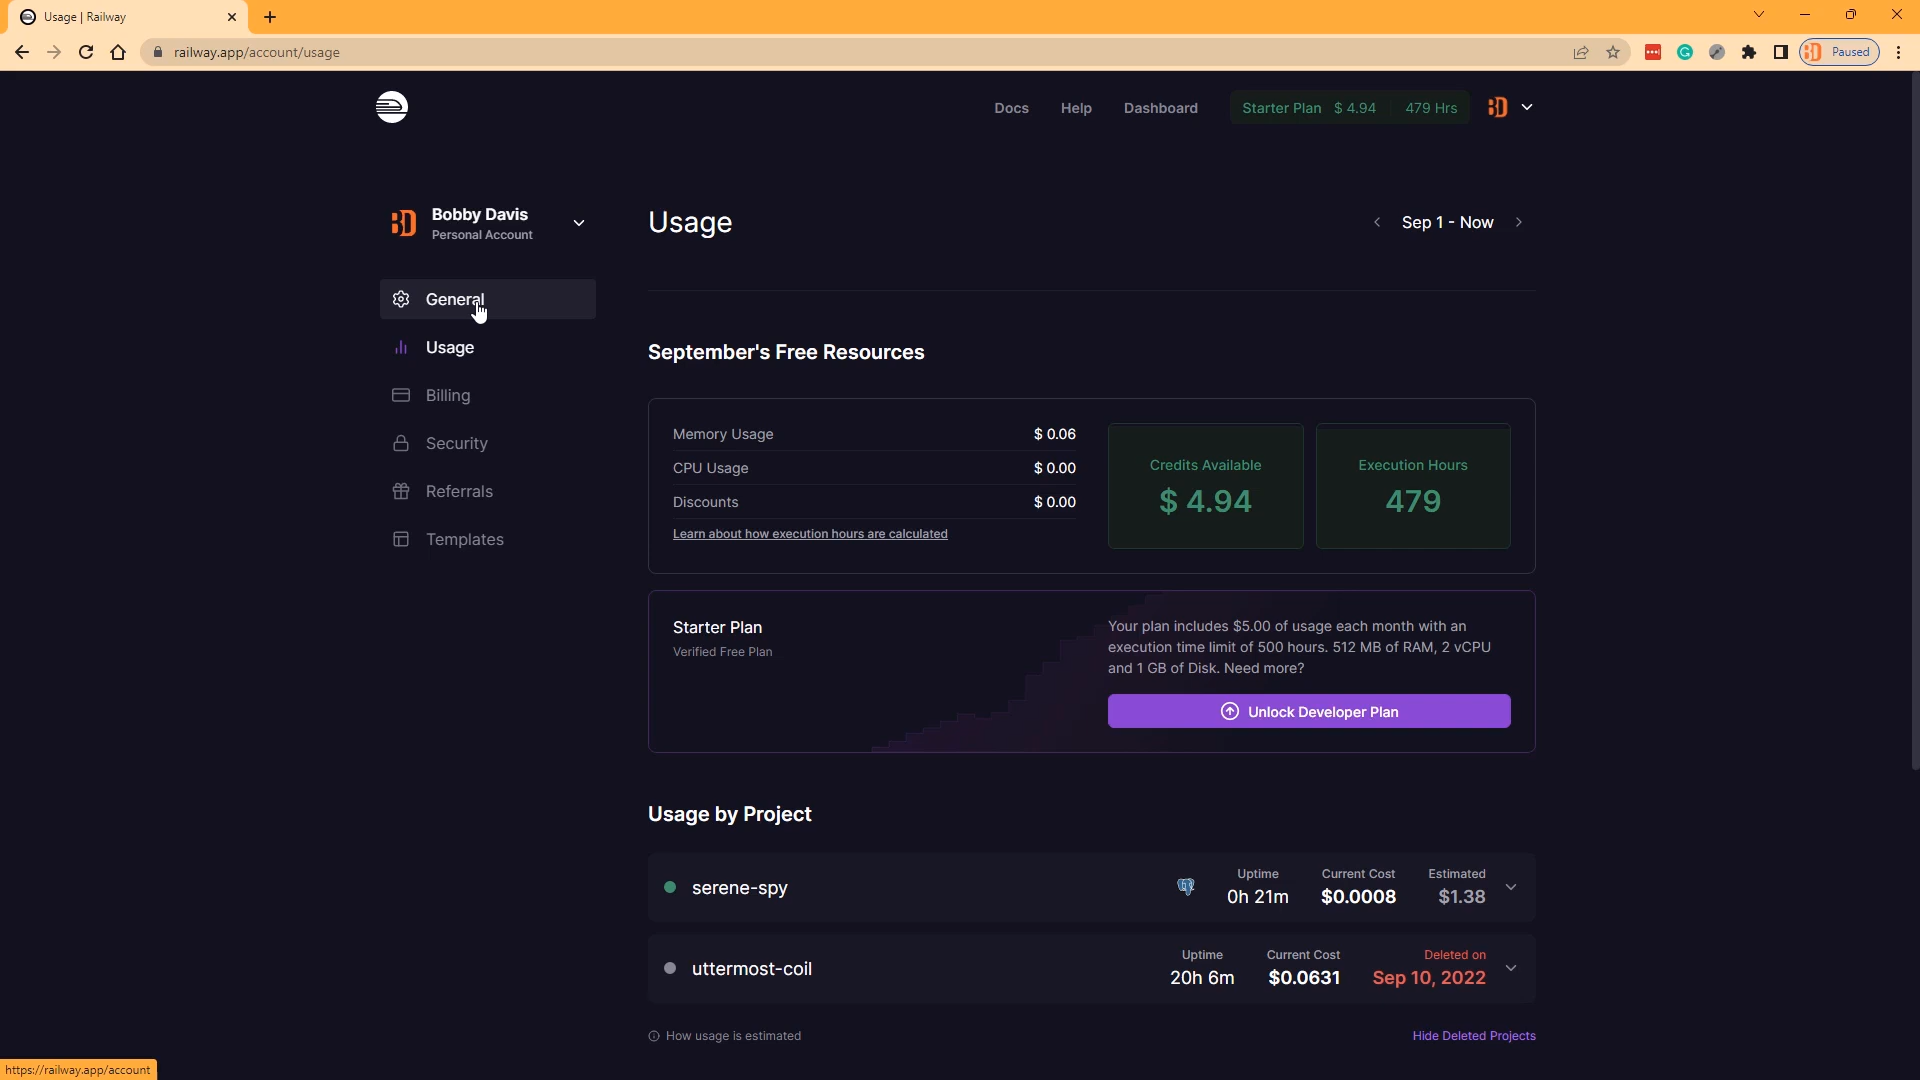 Usage | Railway
railway.app/account/usage
Paused
Docs
Help
Dashboard
Starter Plan $ 4.94 479 Hrs
Bobby Davis
Personal Account
General
Usage
Billing
Security
Referrals
Templates
Usage
Sep 1 - Now
September's Free Resources
Memory Usage $ 0.06
CPU Usage $ 0.00
Discounts $ 0.00
Learn about how execution hours are calculated
Credits Available
$ 4.94
Execution Hours
479
Starter Plan
Verified Free Plan
Your plan includes $5.00 of usage each month with an
execution time limit of 500 hours. 512 MB of RAM, 2 vCPU
and 1 GB of Disk. Need more?
Unlock Developer Plan
Usage by Project
serene-spy
Uptime
0h 21m
Current Cost
$0.0008
Estimated
$1.38
uttermost-coil
Uptime
20h 6m
Current Cost
$0.0631
Deleted on
Sep 10, 2022
How usage is estimated
Hide Deleted Projects
https://railway.app/account